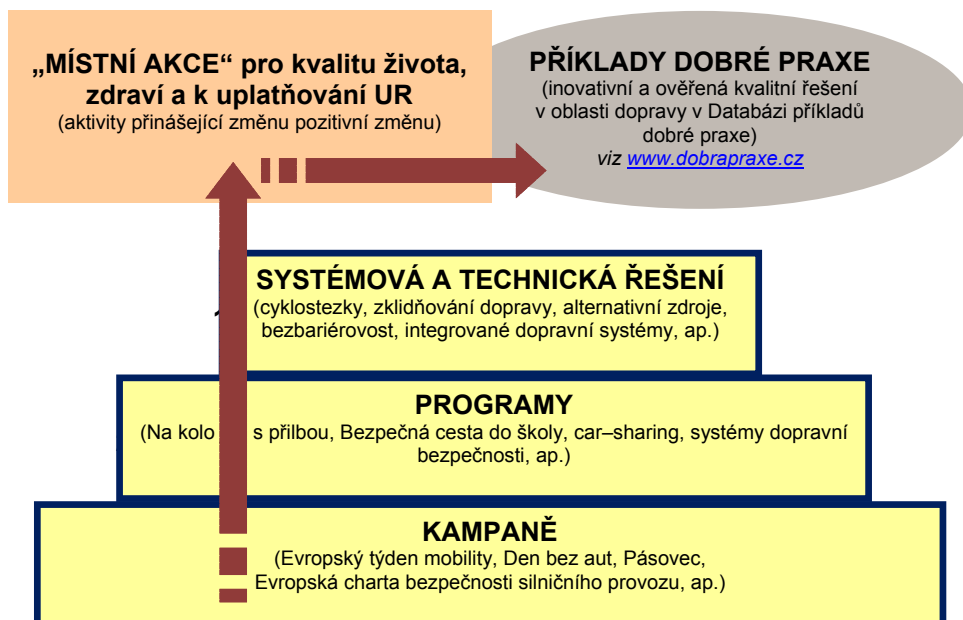 „MÍSTNÍ AKCE“ pro kvalitu života,
zdraví a k uplatňování UR
(aktivity přinášející změnu pozitivní změnu)
PŘÍKLADY DOBRÉ PRAXE
(inovativní a ověřená kvalitní řešení
v oblasti dopravy v Databázi příkladů
dobré praxe)
viz www.dobrapraxe.cz
SYSTÉMOVÁ A TECHNICKÁ ŘEŠENÍ
(cyklostezky, zklidňování dopravy, alternativní zdroje,
bezbariérovost, integrované dopravní systémy, ap.)
PROGRAMY
(Na kolo s přilbou, Bezpečná cesta do školy, car–sharing, systémy dopravní
bezpečnosti, ap.)
KAMPANĚ
(Evropský týden mobility, Den bez aut, Pásovec,
Evropská charta bezpečnosti silničního provozu, ap.)